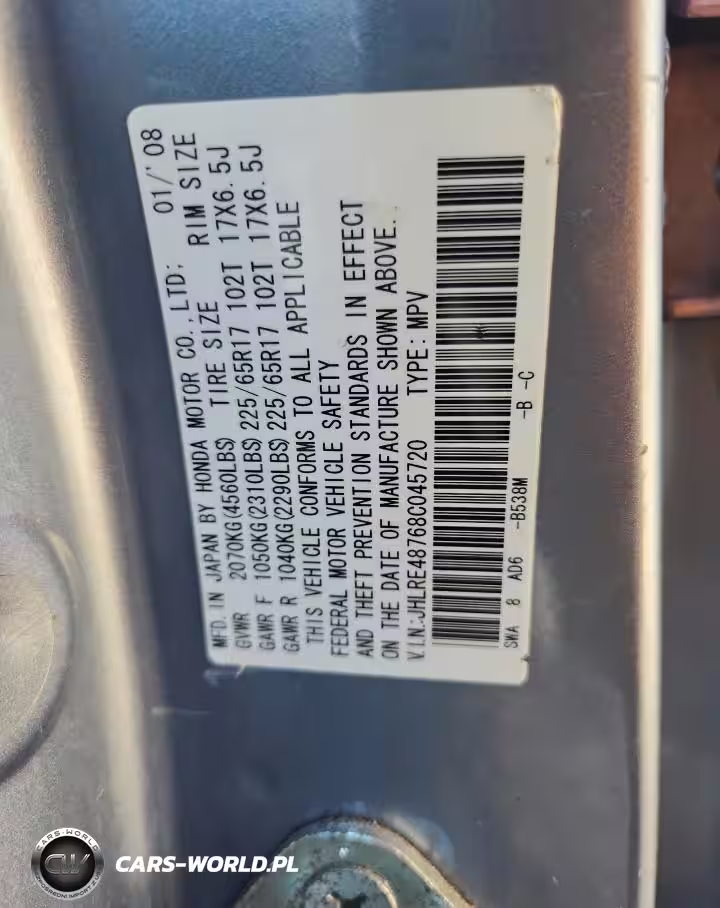 MFD. IN JAPAN BY HONDA MOTOR CO., LTD: 01/'08
GVWR 2070KG(4560LBS) TIRE SIZE RIM SIZE
GAWR F 1050KG(2310LBS) 225/65R17 102T 17X6.5J
GAWR R 1040KG(2290LBS) 225/65R17 102T 17X6.5J
THIS VEHICLE CONFORMS TO ALL APPLICABLE
FEDERAL MOTOR VEHICLE SAFETY
AND THEFT PREVENTION STANDARDS IN EFFECT
ON THE DATE OF MANUFACTURE SHOWN ABOVE.
V.I.N.:JHLRE48768C045720 TYPE:MPV
SWA 8 AD6 -B538M -B -C
CARS-WORLD
CW
CARS-WORLD.PL